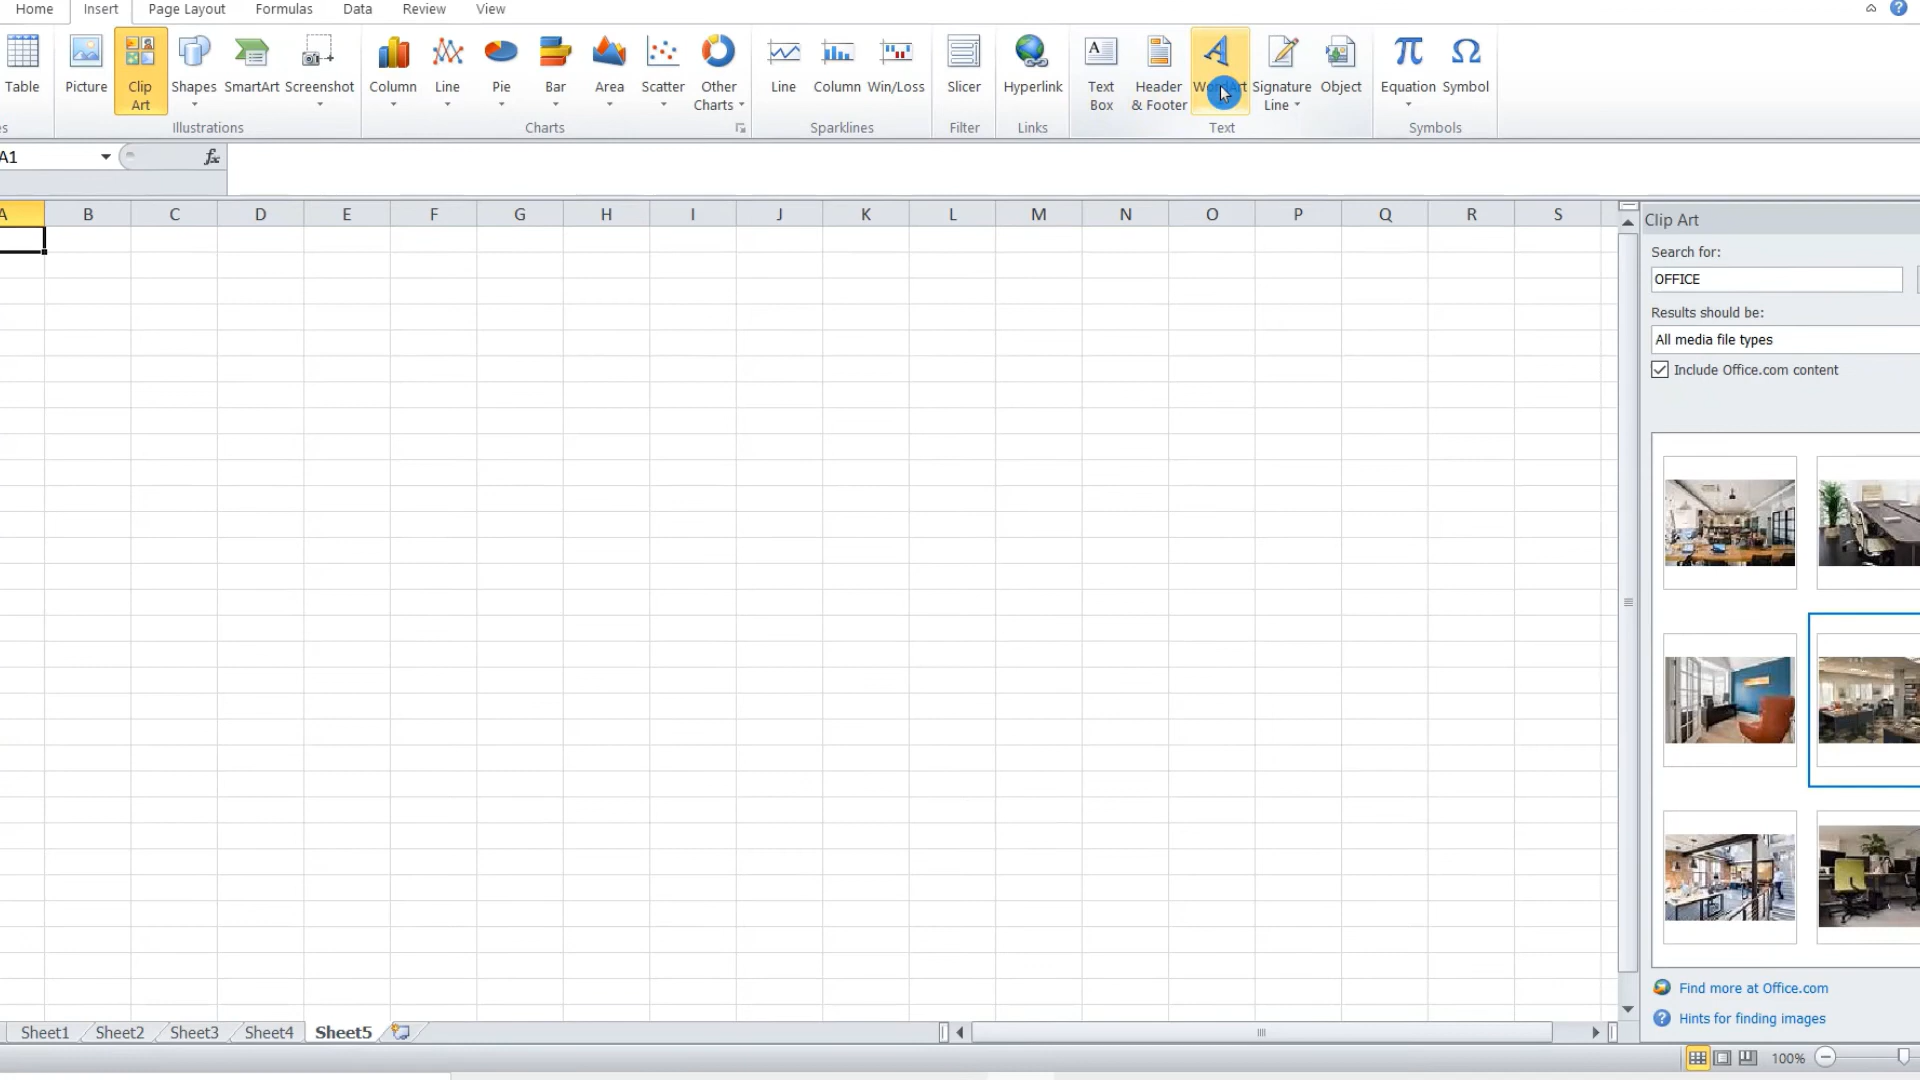 Home Insert Page Layout Formulas Data Review View
Table Picture Clip Art Shapes SmartArt Screenshot Column Line Pie Bar Area Scatter Other Charts Line Column Win/Loss Slicer Hyperlink Text Box Header & Footer WordArt Signature Line Object Equation Symbol
Illustrations Charts Sparklines Filter Links Text Symbols
A1 fx
A B C D E F G H I J K L M N O P Q R S
Clip Art
Search for:
OFFICE
Results should be:
All media file types
Include Office.com content
Find more at Office.com
Hints for finding images
Sheet1 Sheet2 Sheet3 Sheet4 Sheet5
100%